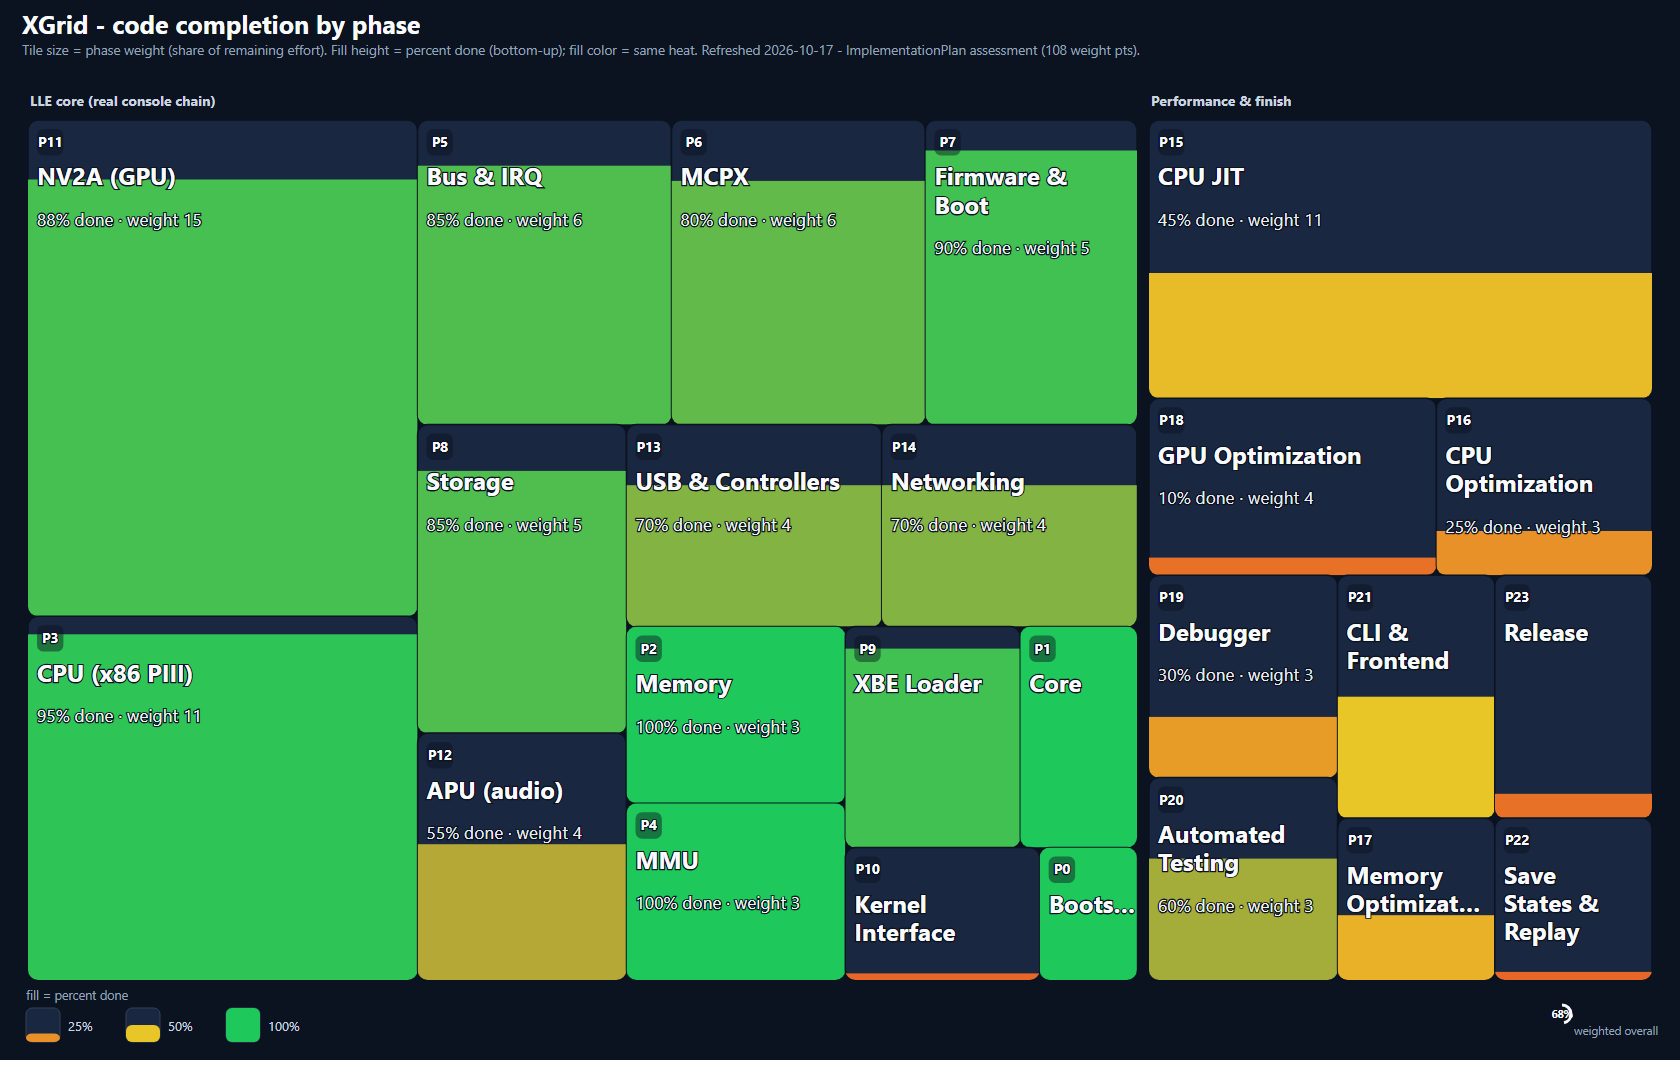 XGrid - code completion by phase
Tile size = phase weight (share of remaining effort). Fill height = percent done (bottom-up); fill color = same heat. Refreshed 2026-10-17 - ImplementationPlan assessment (108 weight pts).
LLE core (real console chain)
P11
NV2A (GPU)
88% done · weight 15
P5
Bus & IRQ
85% done · weight 6
P6
MCPX
80% done · weight 6
P7
Firmware &
Boot
90% done · weight 5
P3
CPU (x86 PIII)
95% done · weight 11
P8
Storage
85% done · weight 5
P13
USB & Controllers
70% done · weight 4
P14
Networking
70% done · weight 4
P12
APU (audio)
55% done · weight 4
P2
Memory
100% done · weight 3
P4
MMU
100% done · weight 3
P9
XBE Loader
P1
Core
P10
Kernel
Interface
P0
Boots...
Performance & finish
P15
CPU JIT
45% done · weight 11
P18
GPU Optimization
10% done · weight 4
P16
CPU
Optimization
25% done · weight 3
P19
Debugger
30% done · weight 3
P21
CLI &
Frontend
P23
Release
P20
Automated
Testing
60% done · weight 3
P17
Memory
Optimizat...
P22
Save
States &
Replay
fill = percent done
25%
50%
100%
68%
weighted overall